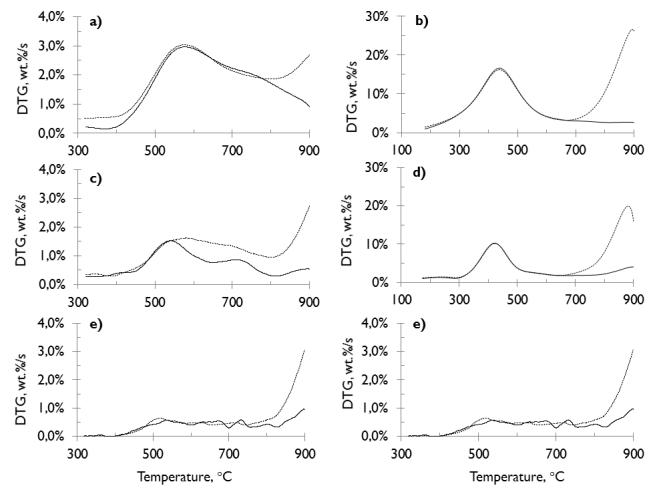 a)
DTG, wt.%/s
4,0%
3,0%
2,0%
1,0%
0,0%
300 500 700 900
b)
DTG, wt.%/s
30%
20%
10%
0%
100 300 500 700 900
c)
DTG, wt.%/s
4,0%
3,0%
2,0%
1,0%
0,0%
300 500 700 900
d)
DTG, wt.%/s
30%
20%
10%
0%
100 300 500 700 900
e)
DTG, wt.%/s
4,0%
3,0%
1,0%
1,0%
0,0%
300 500 700 900
Temperature, °C
e)
DTG, wt.%/s
4,0%
3,0%
1,0%
1,0%
0,0%
300 500 700 900
Temperature, °C